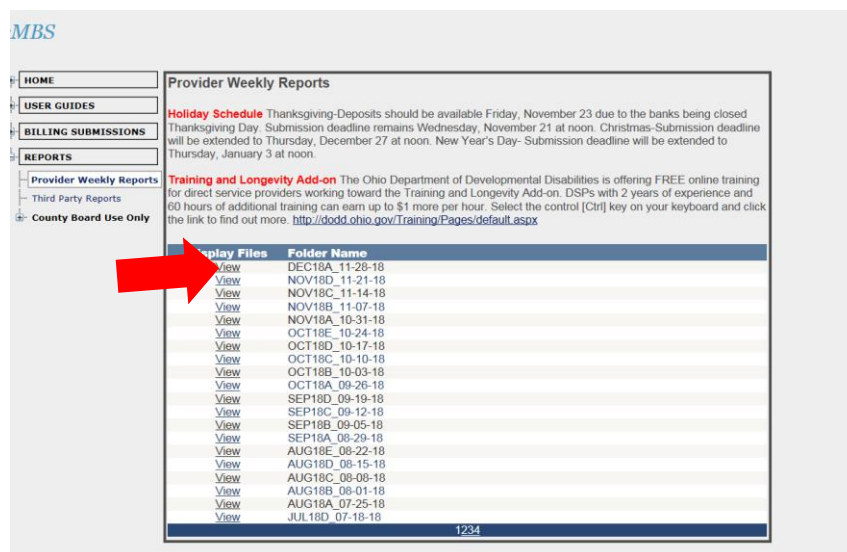 MBS
HOME
USER GUIDES
BILLING SUBMISSIONS
REPORTS
Provider Weekly Reports
Third Party Reports
County Board Use Only
Provider Weekly Reports
Holiday Schedule Thanksgiving-Deposits should be available Friday, November 23 due to the banks being closed
Thanksgiving Day. Submission deadline remains Wednesday, November 21 at noon. Christmas-Submission deadline
will be extended to Thursday, December 27 at noon. New Year's Day- Submission deadline will be extended to
Thursday, January 3 at noon.
Training and Longevity Add-on The Ohio Department of Developmental Disabilities is offering FREE online training
for direct service providers working toward the Training and Longevity Add-on. DSPs with 2 years of experience and
60 hours of additional training can earn up to $1 more per hour. Select the control [Ctrl] key on your keyboard and click
the link to find out more. http://dodd.ohio.gov/Training/Pages/default.aspx
isplay Files Folder Name
View DEC18A_11-28-18
View NOV18D_11-21-18
View NOV18C_11-14-18
View NOV18B_11-07-18
View NOV18A_10-31-18
View OCT18E_10-24-18
View OCT18D_10-17-18
View OCT18C_10-10-18
View OCT18B_10-03-18
View OCT18A_09-26-18
View SEP18D_09-19-18
View SEP18C_09-12-18
View SEP18B_09-05-18
View SEP18A_08-29-18
View AUG18E_08-22-18
View AUG18D_08-15-18
View AUG18C_08-08-18
View AUG18B_08-01-18
View AUG18A_07-25-18
View JUL18D_07-18-18
1234